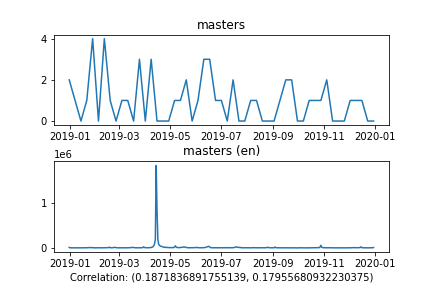 masters
4
2
0
2019-01 2019-03 2019-05 2019-07 2019-09 2019-11 2020-01
masters (en)
1e6
1
0
2019-01 2019-03 2019-05 2019-07 2019-09 2019-11 2020-01
Correlation: (0.1871836891755139, 0.17955680932230375)